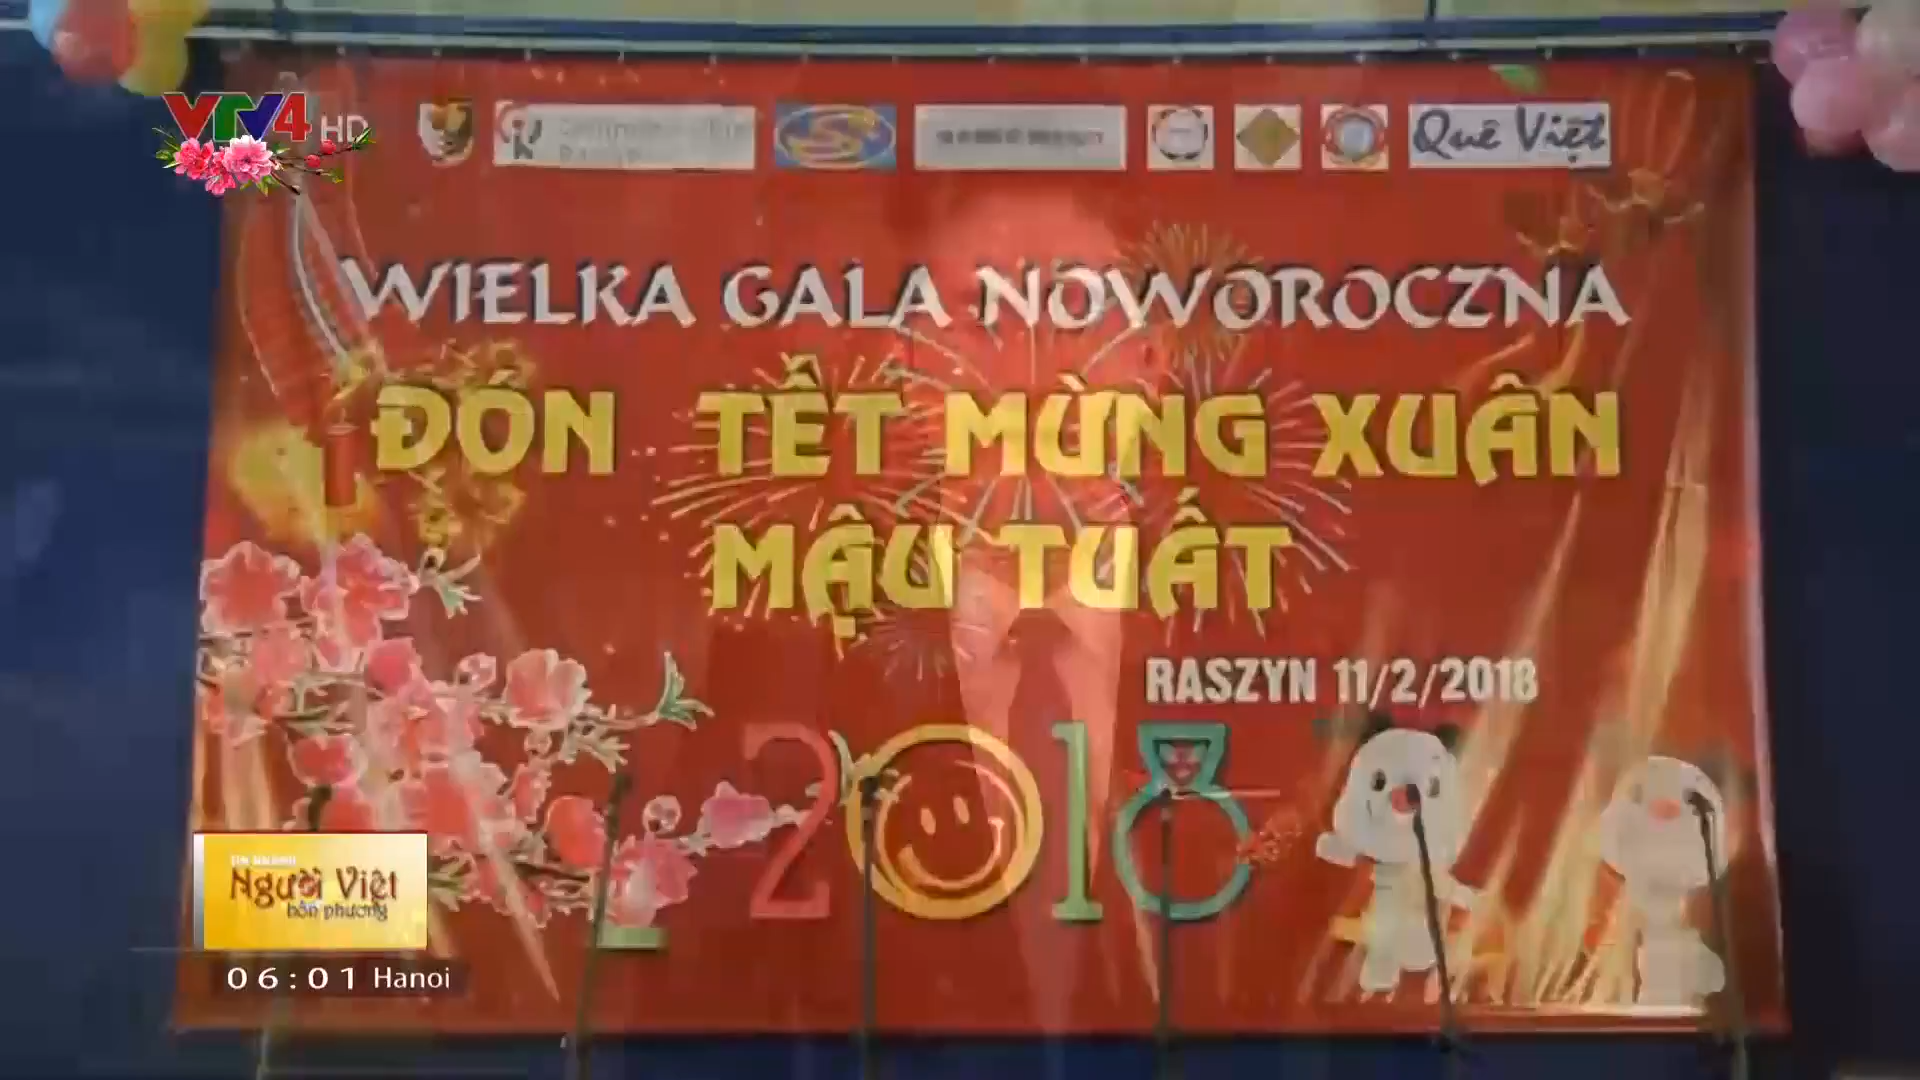 VTV4 HD
Quê Việt
WIELKA GALA NOWOROCZNA
ĐÓN TẾT MỪNG XUÂN
MẬU TUẤT
RASZYN 11/2/2018
2018
Người Việt
bốn phương
06:01 Hanoi